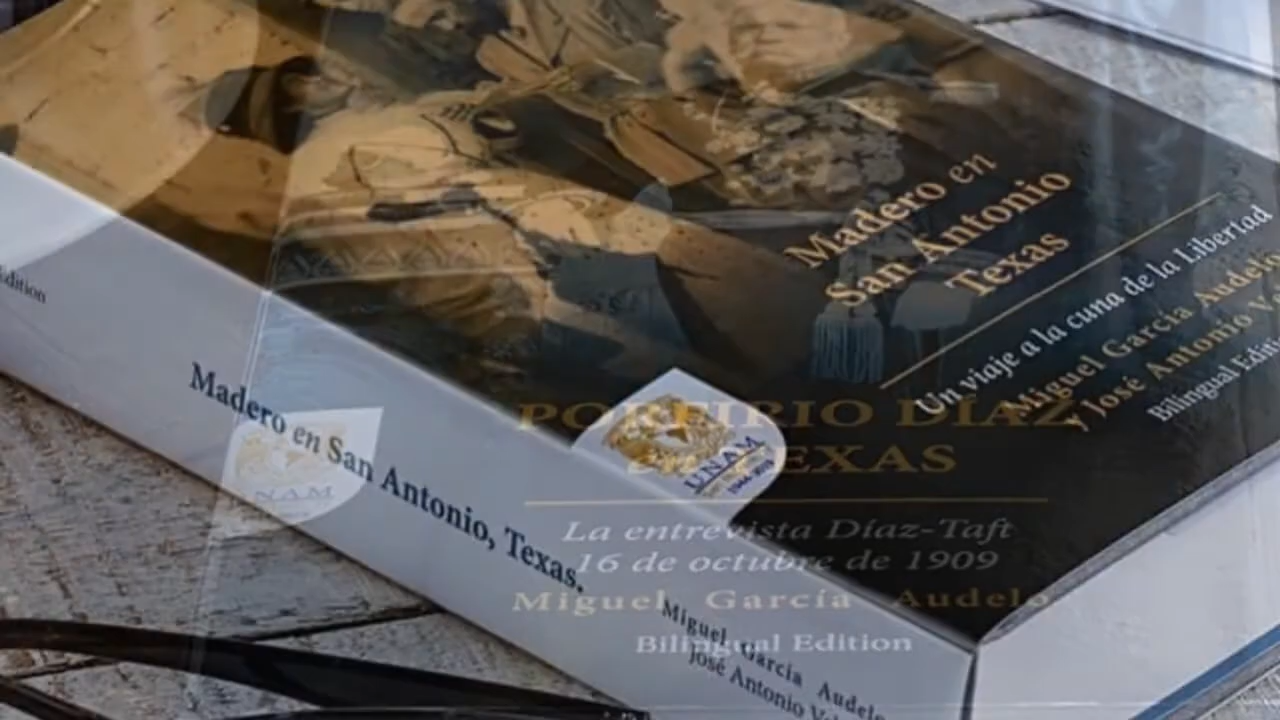 Madero en
San Antonio
Texas
Un viaje a la cuna de la Libertad
Miguel García Audelo
y José Antonio
Bilingual
UNAM
Edition
Madero en San Antonio, Texas.
Miguel García Audelo
José Antonio
NAM
PORFIRIO DÍAZ
en TEXAS
La entrevista Díaz-Taft
16 de octubre de 1909
Miguel García Audelo
Bilingual Edition